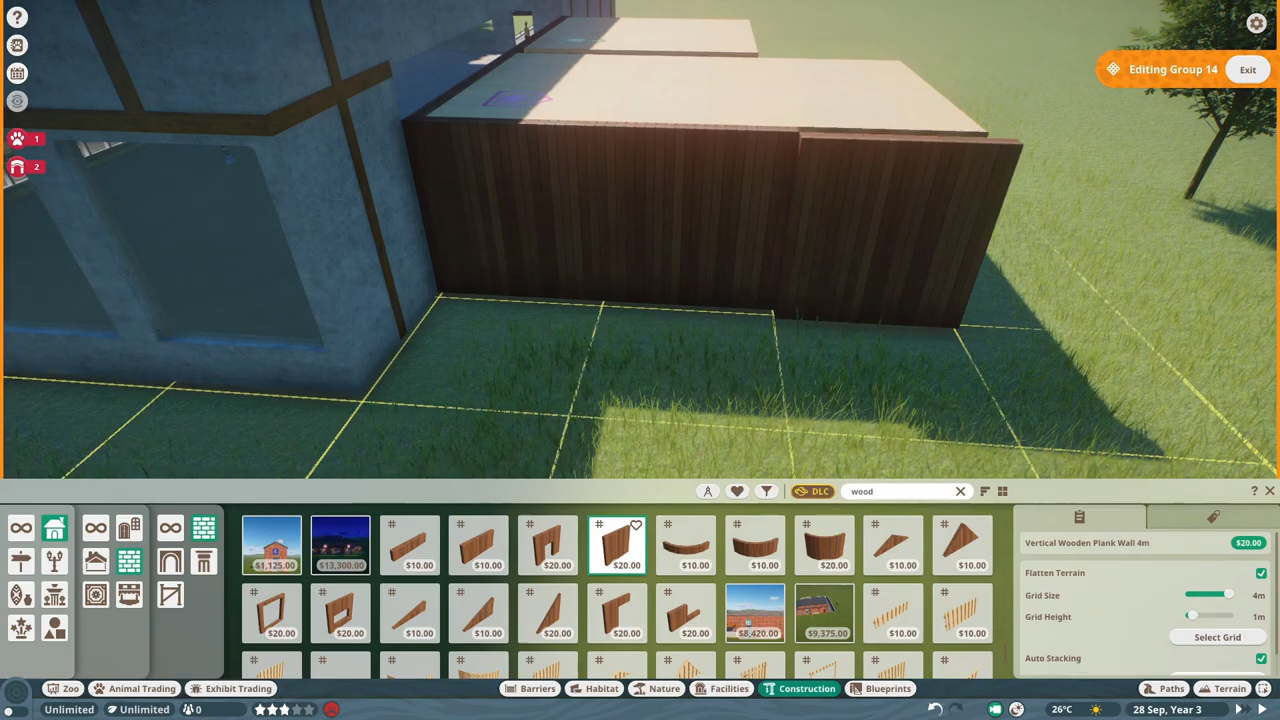 ?
Editing Group 14
Exit
1
2
DLC
wood
?
$1,125.00
$13,300.00
$10.00
$10.00
$20.00
$20.00
$10.00
$10.00
$20.00
$10.00
$10.00
$20.00
$20.00
$10.00
$10.00
$20.00
$20.00
$20.00
$8,420.00
$9,375.00
$10.00
$10.00
Vertical Wooden Plank Wall 4m
$20.00
Flatten Terrain
Grid Size
4m
Grid Height
1m
Select Grid
Auto Stacking
Zoo
Animal Trading
Exhibit Trading
Barriers
Habitat
Nature
Facilities
Construction
Blueprints
Paths
Terrain
Unlimited
Unlimited
0
26°C
28 Sep, Year 3